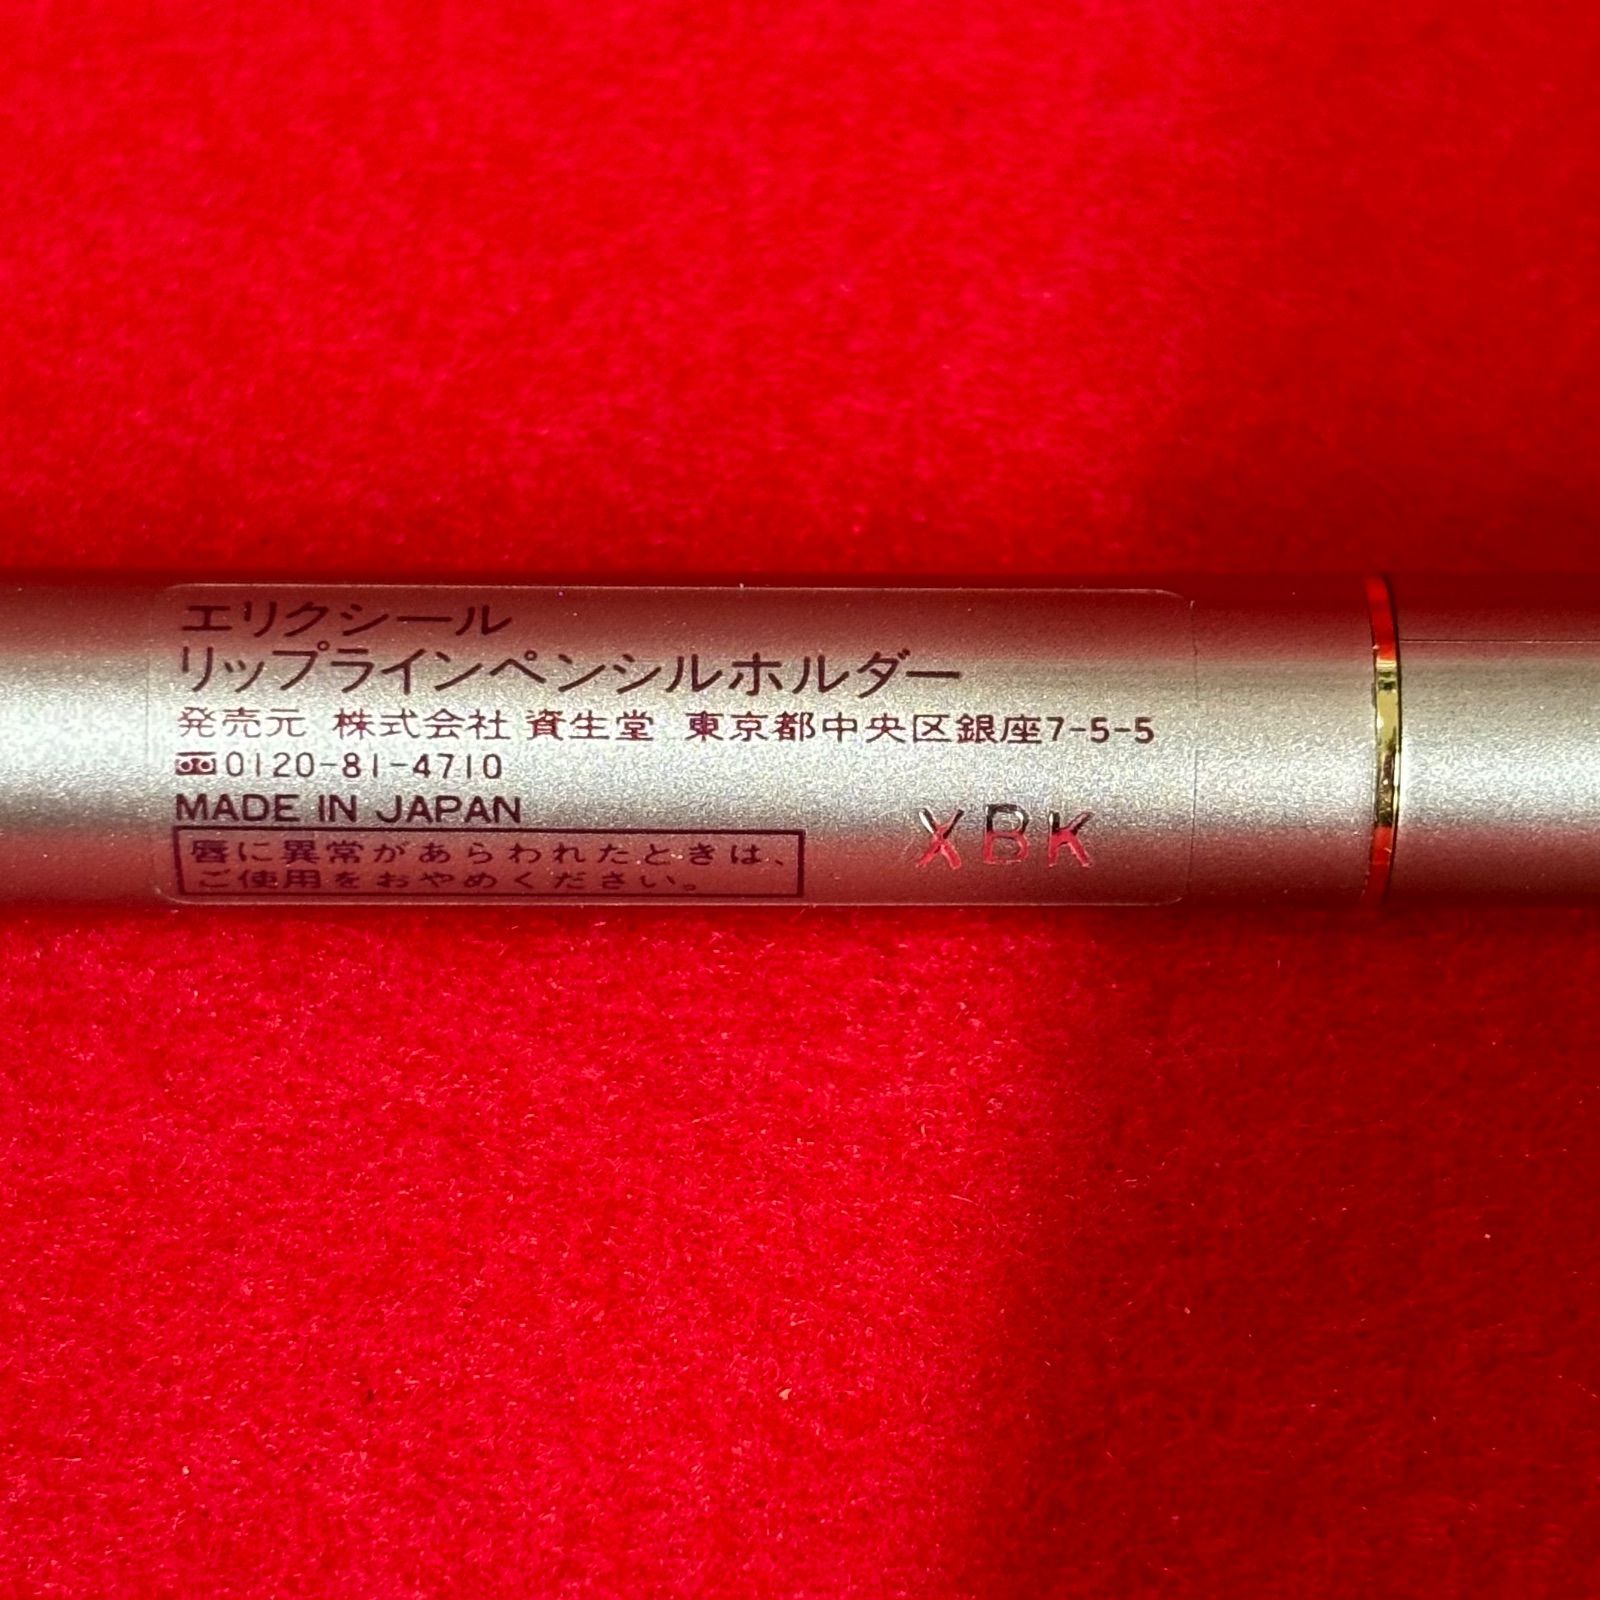 エリクシール
リップラインペンシルホルダー
発売元 株式会社 資生堂 東京都中央区銀座7-5-5
0120-81-4710
MADE IN JAPAN
XBK
唇に異常があらわれたときは、
ご使用をおやめください。